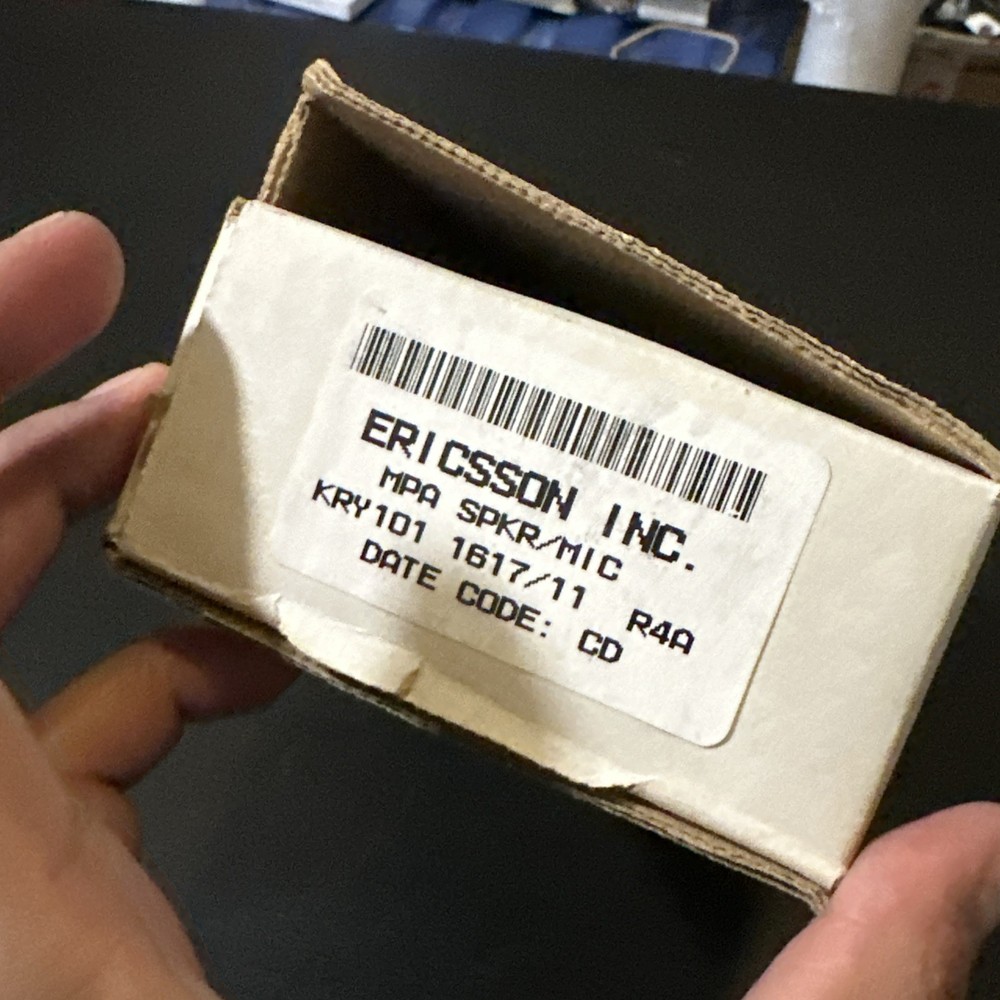 ERICSSON INC.
MPA SPKR/MIC
KRY101 1617/11 R4A
DATE CODE: CD